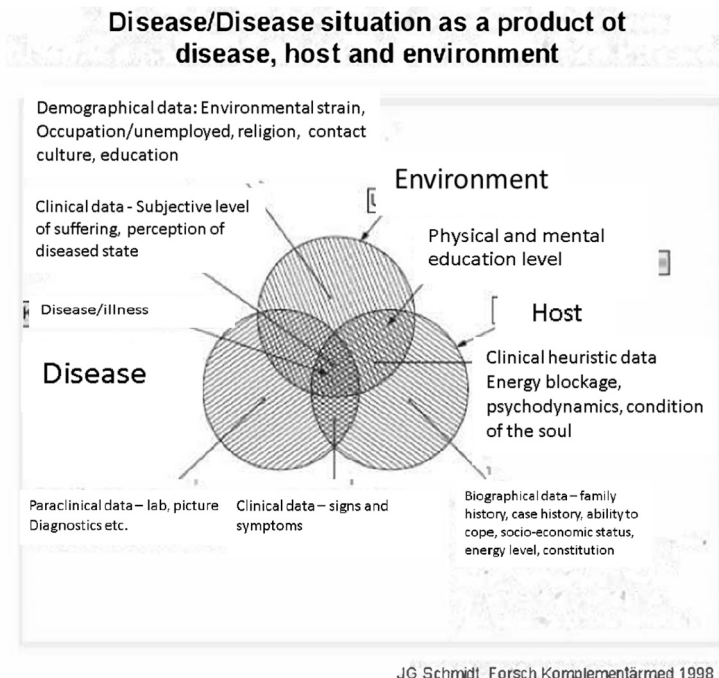 Disease/Disease situation as a product of
disease, host and environment
Demographical data: Environmental strain,
Occupation/unemployed, religion, contact
culture, education
Environment
Clinical data - Subjective level
of suffering, perception of
diseased state
Physical and mental
education level
Disease/illness
Host
Disease
Clinical heuristic data
Energy blockage,
psychodynamics, condition
of the soul
Paraclinical data – lab, picture
Diagnostics etc.
Clinical data – signs and
symptoms
Biographical data – family
history, case history, ability to
cope, socio-economic status,
energy level, constitution
JG Schmidt Forsch Komplementärmed 1998